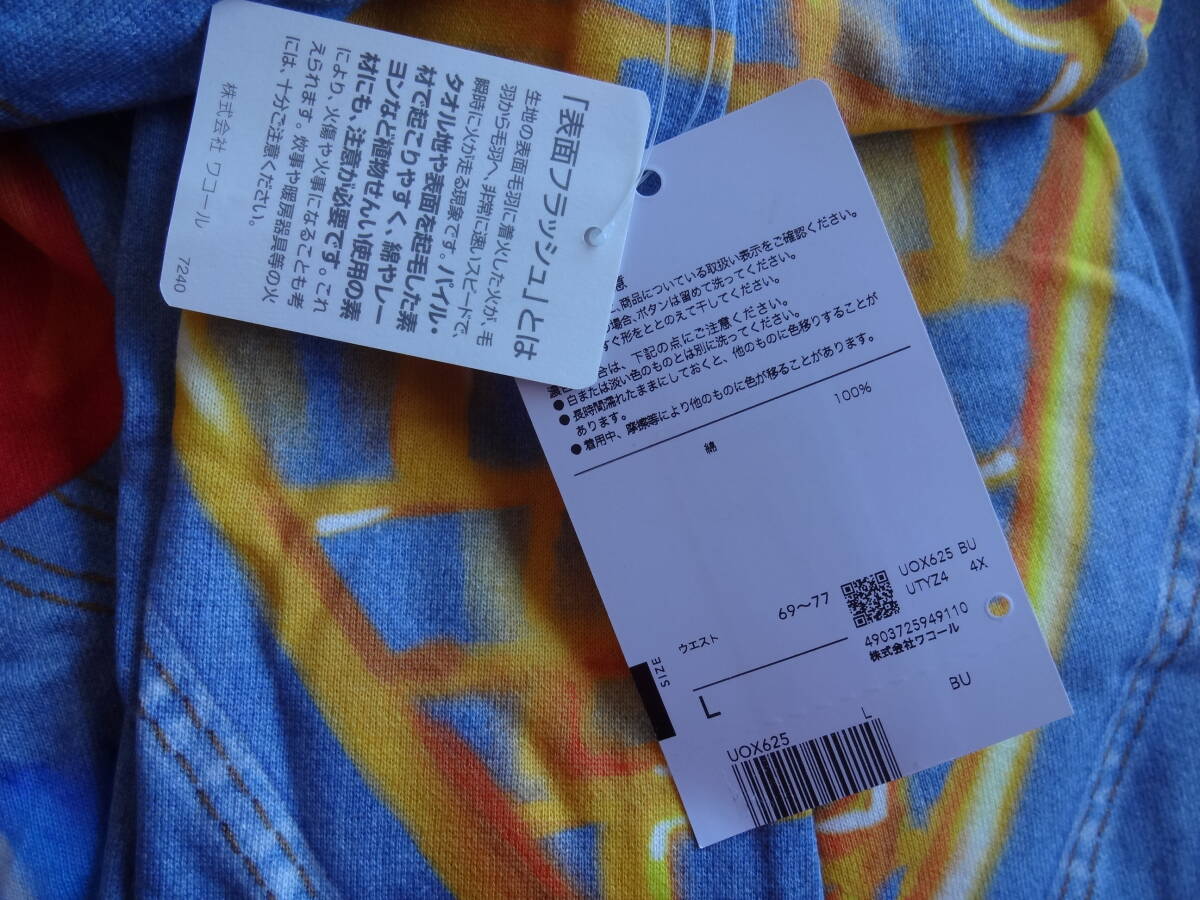 「表面フラッシュ」とは
生地の表面毛羽に着火した火が、毛
羽から毛羽へ、非常に速いスピードで、
瞬時に火が走る現象です。パイル・
タオル地や表面を起毛した素
材で起こりやすく、綿やレー
ヨンなど植物せんい使用の素
材にも、注意が必要です。これ
により、火傷や火事になることも考
えられます。炊事や暖房器具等の火
には、十分ご注意ください。
株式会社 ワコール 7240
意
、商品についている取扱い表示をご確認ください。
場合、ボタンは留めて洗ってください。
すぐ形をととのえて干してください。
合は、下記の点にご注意ください。
●白または淡い色のものとは別に洗ってください。
●長時間濡れたままにしておくと、他のものに色移りすることが
あります。
●着用中、摩擦等により他のものに色が移ることがあります。
綿 100%
UOX625 BU
UTYZ4 4X
ウエスト 69〜77
4903725949110
株式会社ワコール
SIZE
L
BU
UOX625 L